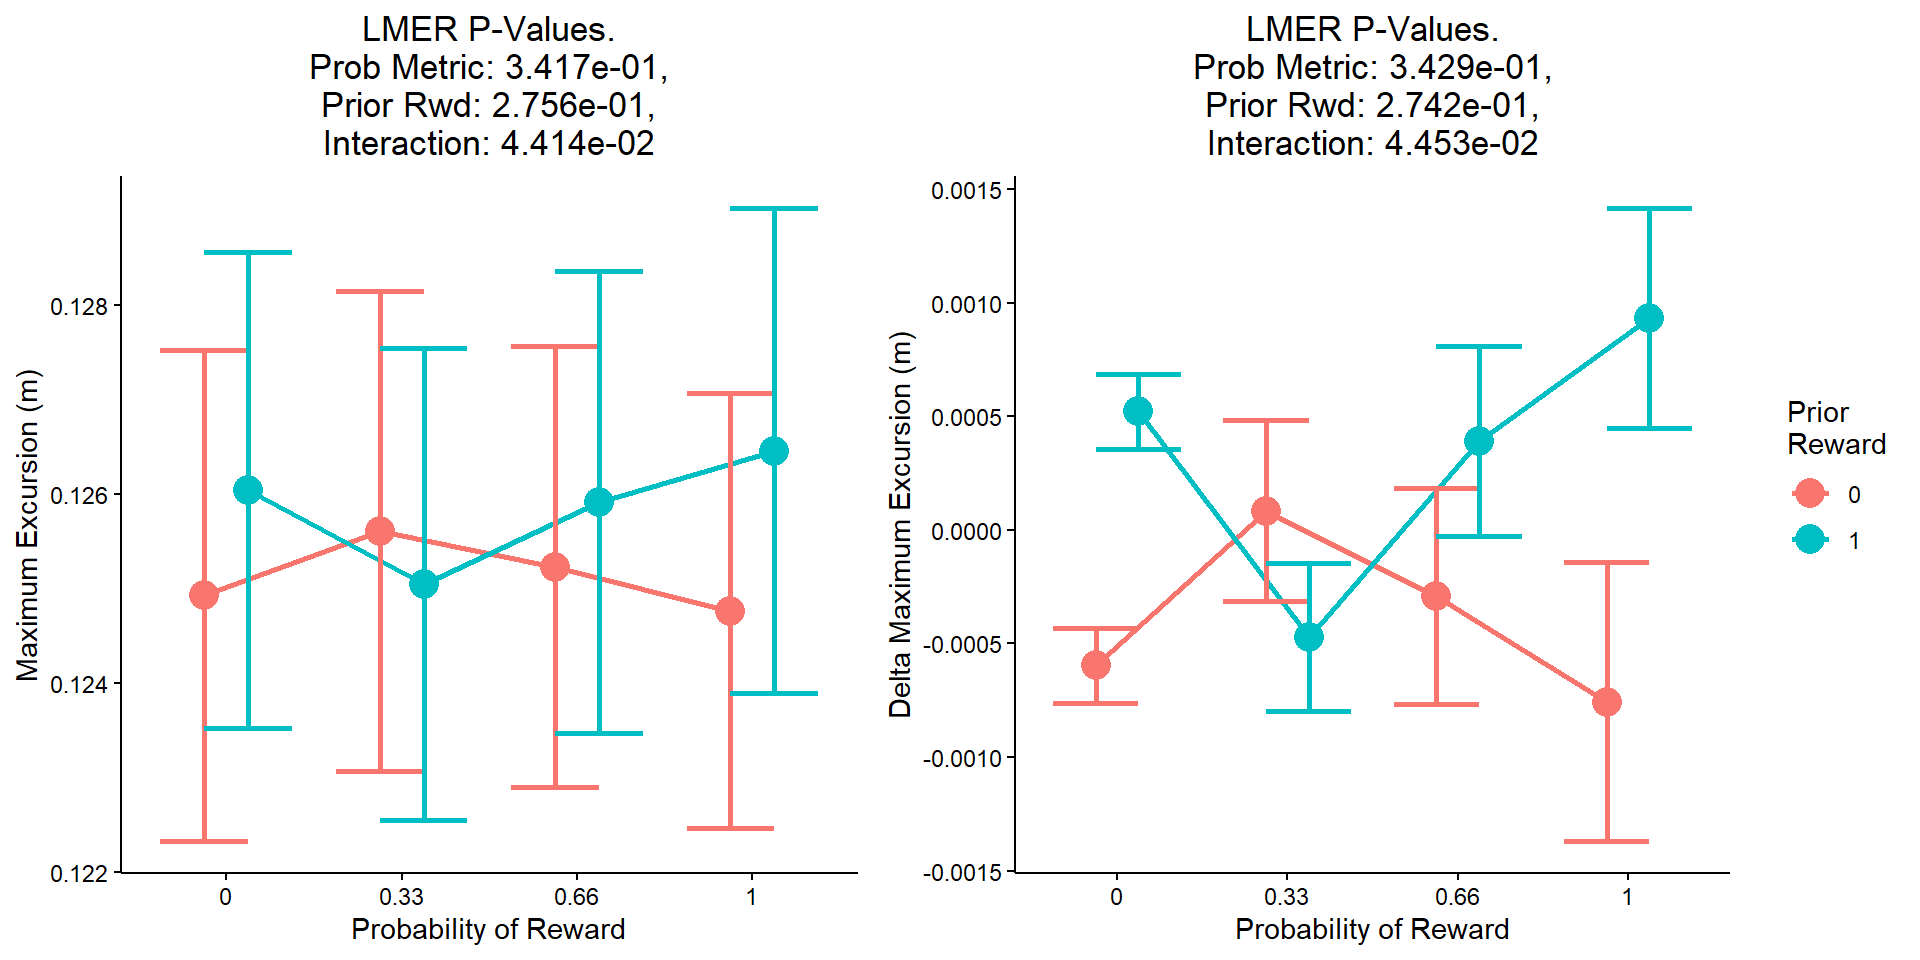 LMER P-Values.
Prob Metric: 3.417e-01,
Prior Rwd: 2.756e-01,
Interaction: 4.414e-02
Maximum Excursion (m)
0.128
0.126
0.124
0.122
0
0.33
0.66
1
Probability of Reward
LMER P-Values.
Prob Metric: 3.429e-01,
Prior Rwd: 2.742e-01,
Interaction: 4.453e-02
Delta Maximum Excursion (m)
0.0015
0.0010
0.0005
0.0000
-0.0005
-0.0010
-0.0015
0
0.33
0.66
1
Probability of Reward
Prior
Reward
0
1